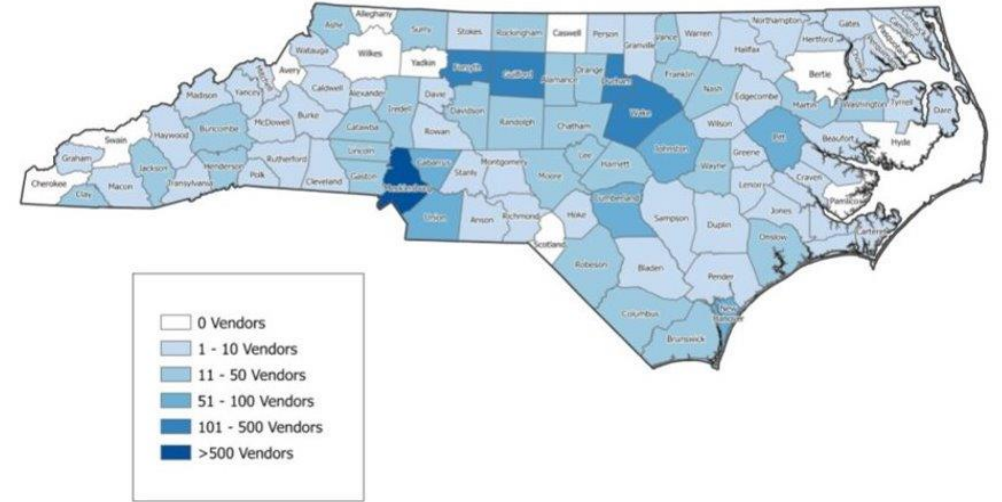 Ashe
Alleghany
Surry
Stokes
Rockingham
Caswell
Person
Granville
Vance
Warren
Northampton
Halifax
Hertford
Gates
Camden
Pasquotank
Watauga
Wilkes
Yadkin
Forsyth
Guilford
Alamance
Orange
Durham
Franklin
Nash
Edgecombe
Bertie
Avery
Madison
Yancey
Caldwell
Alexander
Iredell
Davie
Davidson
Randolph
Chatham
Wake
Wilson
Martin
Washington
Tyrrell
Dare
Swain
Haywood
Buncombe
McDowell
Burke
Catawba
Rowan
Johnston
Greene
Pitt
Beaufort
Hyde
Graham
Jackson
Henderson
Rutherford
Lincoln
Cabarrus
Montgomery
Lee
Harnett
Wayne
Lenoir
Craven
Cherokee
Clay
Macon
Transylvania
Polk
Cleveland
Gaston
Mecklenburg
Stanly
Moore
Pamlico
Union
Anson
Richmond
Hoke
Cumberland
Sampson
Duplin
Jones
Carteret
Scotland
Robeson
Bladen
Onslow
Pender
Columbus
New
Hanover
Brunswick
0 Vendors
1 - 10 Vendors
11 - 50 Vendors
51 - 100 Vendors
101 - 500 Vendors
>500 Vendors